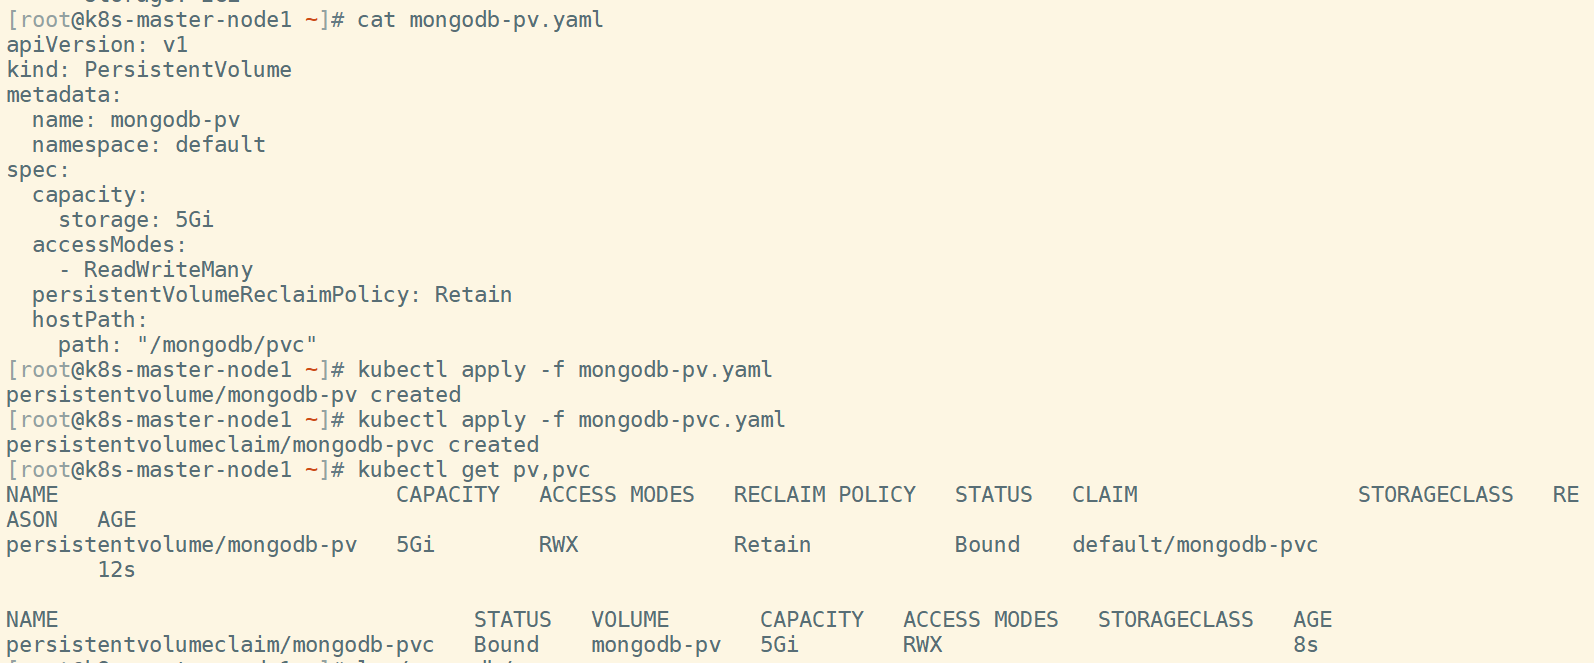 [root@k8s-master-node1 ~]# cat mongodb-pv.yaml
apiVersion: v1
kind: PersistentVolume
metadata:
  name: mongodb-pv
  namespace: default
spec:
  capacity:
    storage: 5Gi
  accessModes:
    - ReadWriteMany
  persistentVolumeReclaimPolicy: Retain
  hostPath:
    path: "/mongodb/pvc"
[root@k8s-master-node1 ~]# kubectl apply -f mongodb-pv.yaml
persistentvolume/mongodb-pv created
[root@k8s-master-node1 ~]# kubectl apply -f mongodb-pvc.yaml
persistentvolumeclaim/mongodb-pvc created
[root@k8s-master-node1 ~]# kubectl get pv,pvc
NAME                          CAPACITY   ACCESS MODES   RECLAIM POLICY   STATUS   CLAIM                 STORAGECLASS   RE
ASON   AGE
persistentvolume/mongodb-pv   5Gi        RWX            Retain           Bound    default/mongodb-pvc
       12s
NAME                                STATUS   VOLUME       CAPACITY   ACCESS MODES   STORAGECLASS   AGE
persistentvolumeclaim/mongodb-pvc   Bound    mongodb-pv   5Gi        RWX                           8s